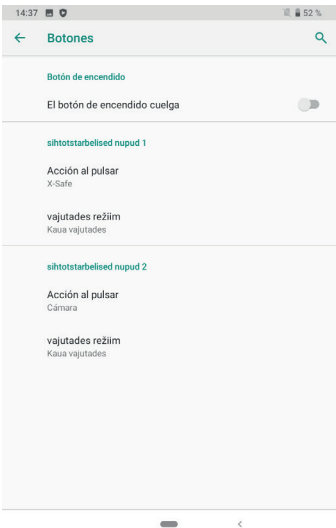 14:37
52 %
Botones
Botón de encendido
El botón de encendido cuelga
sihtotstarbelised nupud 1
Acción al pulsar
X-Safe
vajutades režiim
Kaua vajutades
sihtotstarbelised nupud 2
Acción al pulsar
Cámara
vajutades režiim
Kaua vajutades